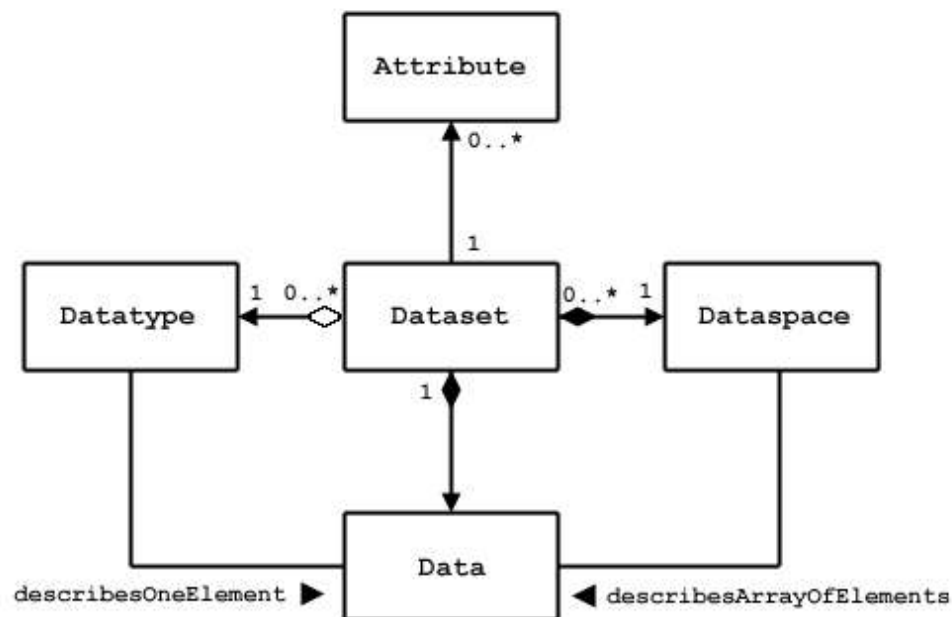 Attribute
0..*
1
1 0..*
0..* 1
Datatype
Dataset
Dataspace
1
Data
describesOneElement
describesArrayOfElements